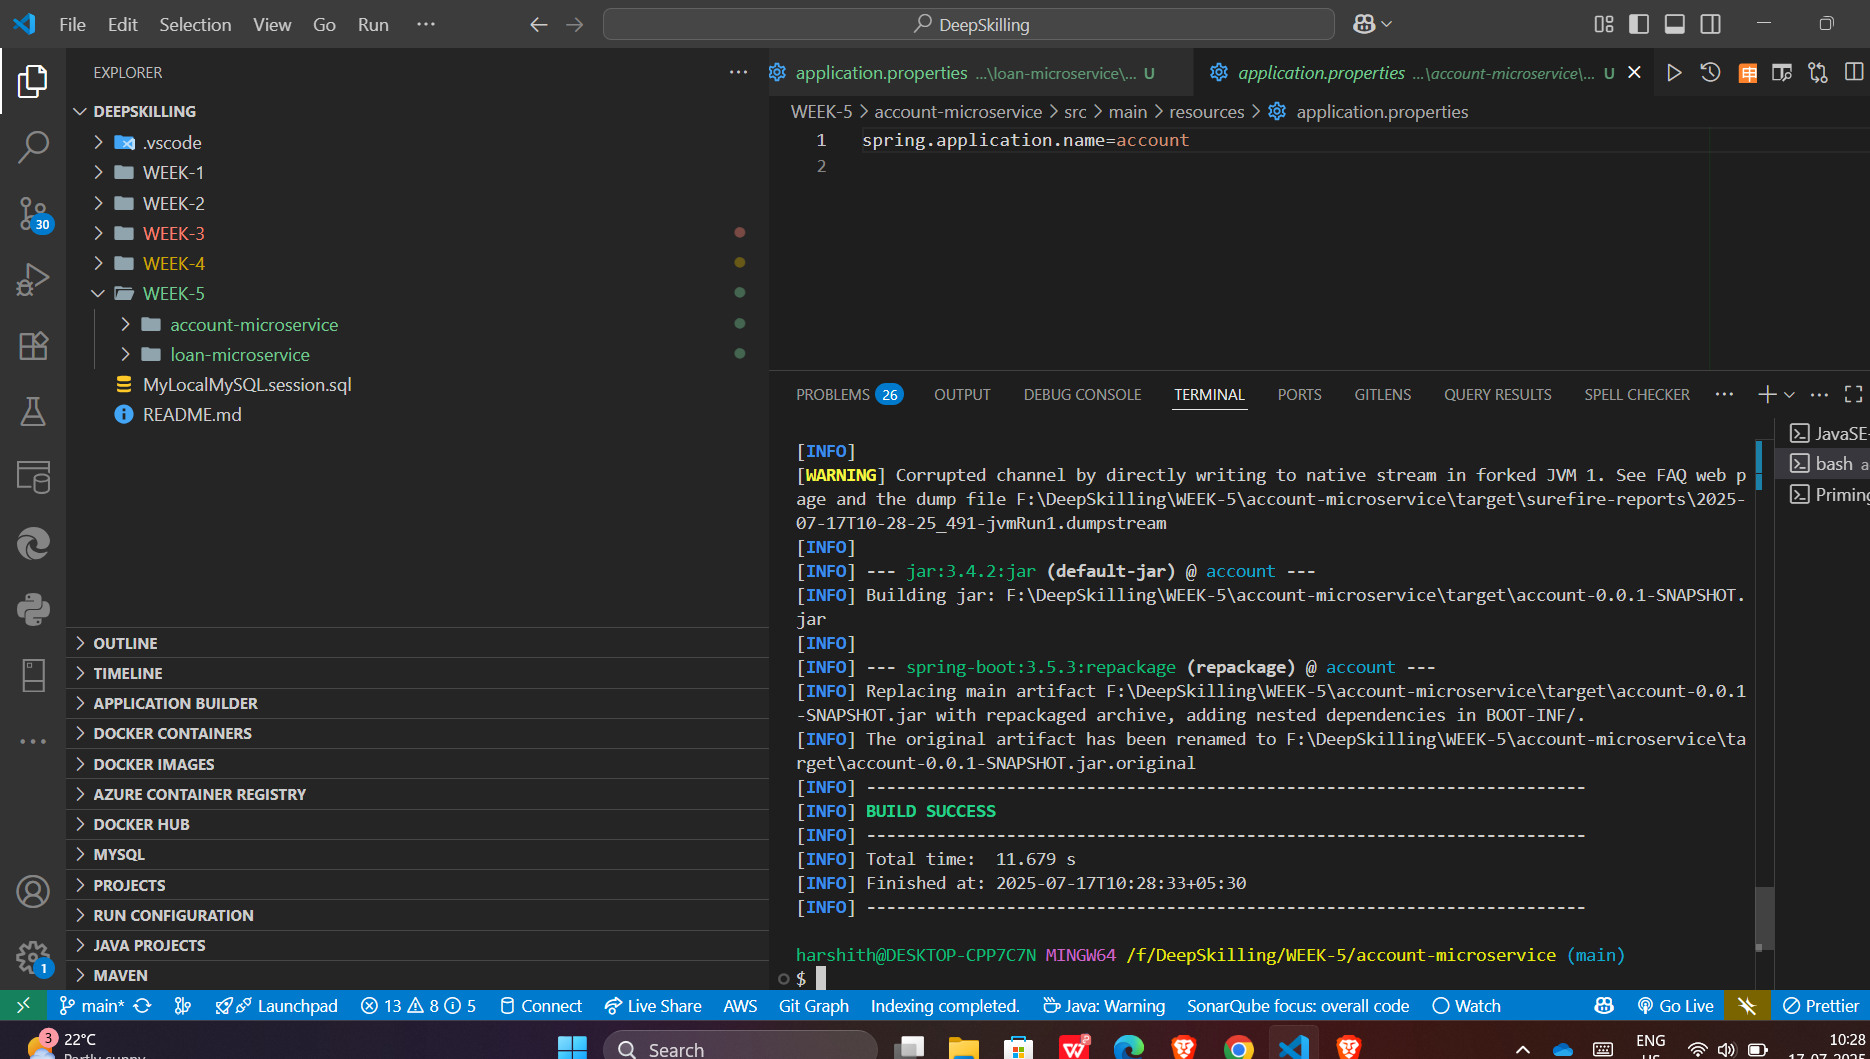 File Edit Selection View Go Run ···
DeepSkilling
EXPLORER
DEEPSKILLING
.vscode
WEEK-1
WEEK-2
WEEK-3
WEEK-4
WEEK-5
account-microservice
loan-microservice
MyLocalMySQL.session.sql
README.md
30
OUTLINE
TIMELINE
APPLICATION BUILDER
DOCKER CONTAINERS
DOCKER IMAGES
AZURE CONTAINER REGISTRY
DOCKER HUB
MYSQL
PROJECTS
RUN CONFIGURATION
JAVA PROJECTS
MAVEN
1
application.properties ...\loan-microservice\... U
application.properties ...\account-microservice\... U
WEEK-5 > account-microservice > src > main > resources > application.properties
1 spring.application.name=account
2
PROBLEMS 26 OUTPUT DEBUG CONSOLE TERMINAL PORTS GITLENS QUERY RESULTS SPELL CHECKER ···
[INFO]
[WARNING] Corrupted channel by directly writing to native stream in forked JVM 1. See FAQ web p
age and the dump file F:\DeepSkilling\WEEK-5\account-microservice\target\surefire-reports\2025-
07-17T10-28-25_491-jvmRun1.dumpstream
[INFO]
[INFO] --- jar:3.4.2:jar (default-jar) @ account ---
[INFO] Building jar: F:\DeepSkilling\WEEK-5\account-microservice\target\account-0.0.1-SNAPSHOT.
jar
[INFO]
[INFO] --- spring-boot:3.5.3:repackage (repackage) @ account ---
[INFO] Replacing main artifact F:\DeepSkilling\WEEK-5\account-microservice\target\account-0.0.1
-SNAPSHOT.jar with repackaged archive, adding nested dependencies in BOOT-INF/.
[INFO] The original artifact has been renamed to F:\DeepSkilling\WEEK-5\account-microservice\ta
rget\account-0.0.1-SNAPSHOT.jar.original
[INFO] ------------------------------------------------------------------------
[INFO] BUILD SUCCESS
[INFO] ------------------------------------------------------------------------
[INFO] Total time:  11.679 s
[INFO] Finished at: 2025-07-17T10:28:33+05:30
[INFO] ------------------------------------------------------------------------
harshith@DESKTOP-CPP7C7N MINGW64 /f/DeepSkilling/WEEK-5/account-microservice (main)
$
JavaSE-
bash a
Priming
main* Launchpad 13 8 5 Connect Live Share AWS Git Graph Indexing completed. Java: Warning SonarQube focus: overall code Watch Go Live Prettier
3 22°C
Search
ENG
10:28